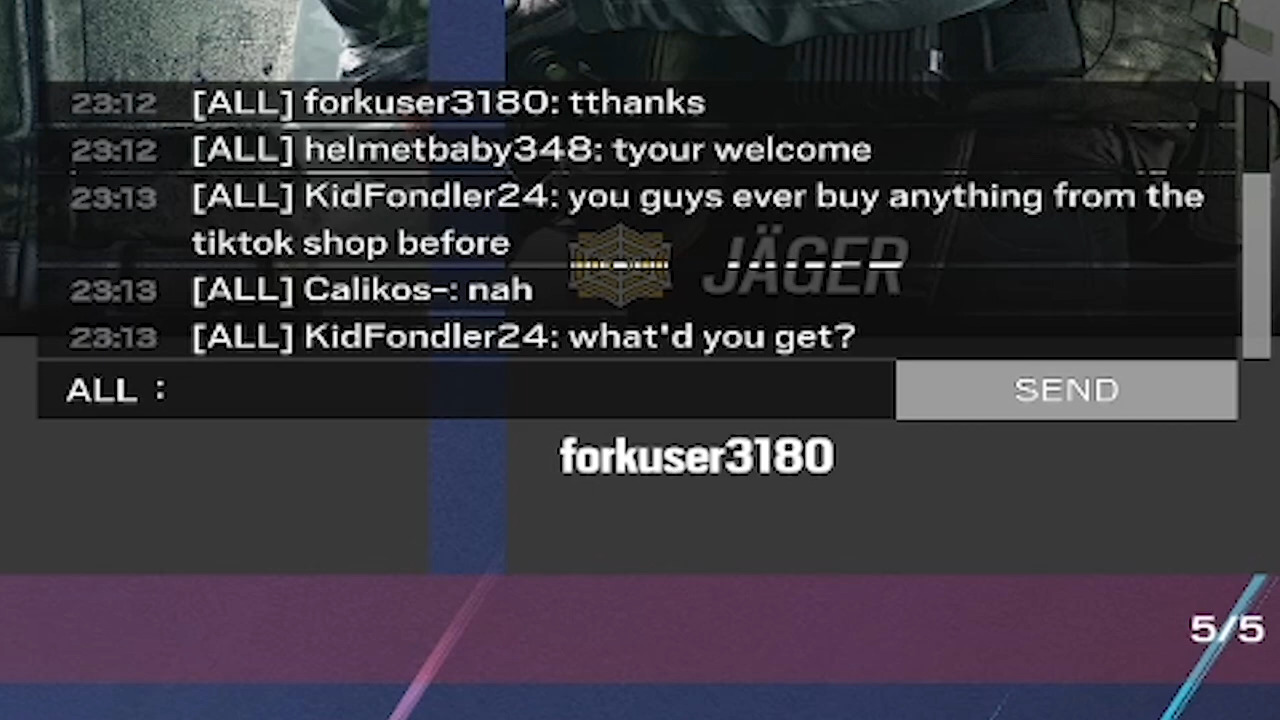 23:12 [ALL] forkuser3180: tthanks
23:12 [ALL] helmetbaby348: tyour welcome
23:13 [ALL] KidFondler24: you guys ever buy anything from the
tiktok shop before
JÄGER
23:13 [ALL] Calikos-: nah
23:13 [ALL] KidFondler24: what'd you get?
ALL : SEND
forkuser3180
5/5